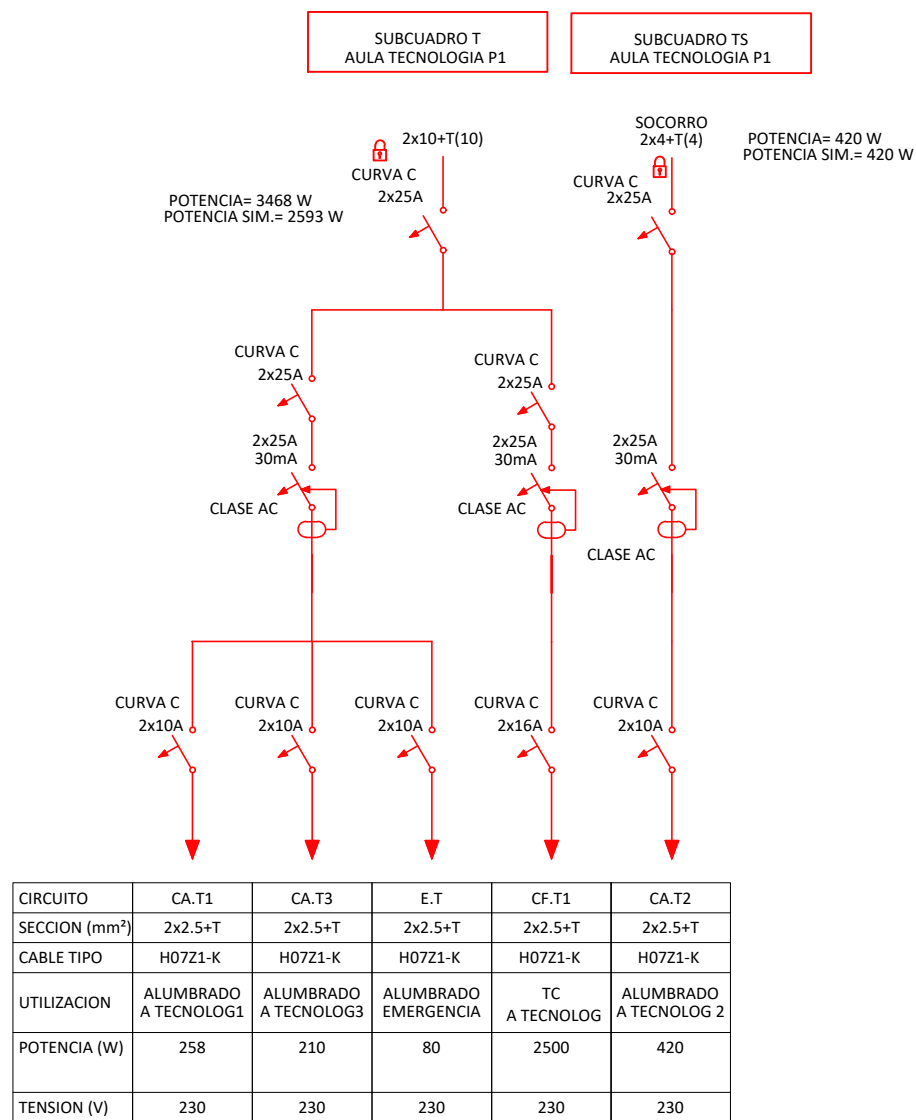 SUBCUADRO T
AULA TECNOLOGIA P1
SUBCUADRO TS
AULA TECNOLOGIA P1
2x10+T(10)
CURVA C
2x25A
POTENCIA= 3468 W
POTENCIA SIM.= 2593 W
SOCORRO
2x4+T(4)
CURVA C
2x25A
POTENCIA= 420 W
POTENCIA SIM.= 420 W
CURVA C
2x25A
CURVA C
2x25A
2x25A
30mA
CLASE AC
2x25A
30mA
CLASE AC
2x25A
30mA
CLASE AC
CURVA C
2x10A
CURVA C
2x10A
CURVA C
2x10A
CURVA C
2x16A
CURVA C
2x10A
CIRCUITO CA.T1 CA.T3 E.T CF.T1 CA.T2
SECCION (mm²) 2x2.5+T 2x2.5+T 2x2.5+T 2x2.5+T 2x2.5+T
CABLE TIPO H07Z1-K H07Z1-K H07Z1-K H07Z1-K H07Z1-K
UTILIZACION
ALUMBRADO
A TECNOLOG1
ALUMBRADO
A TECNOLOG3
ALUMBRADO
EMERGENCIA
TC
A TECNOLOG
ALUMBRADO
A TECNOLOG 2
POTENCIA (W) 258 210 80 2500 420
TENSION (V) 230 230 230 230 230